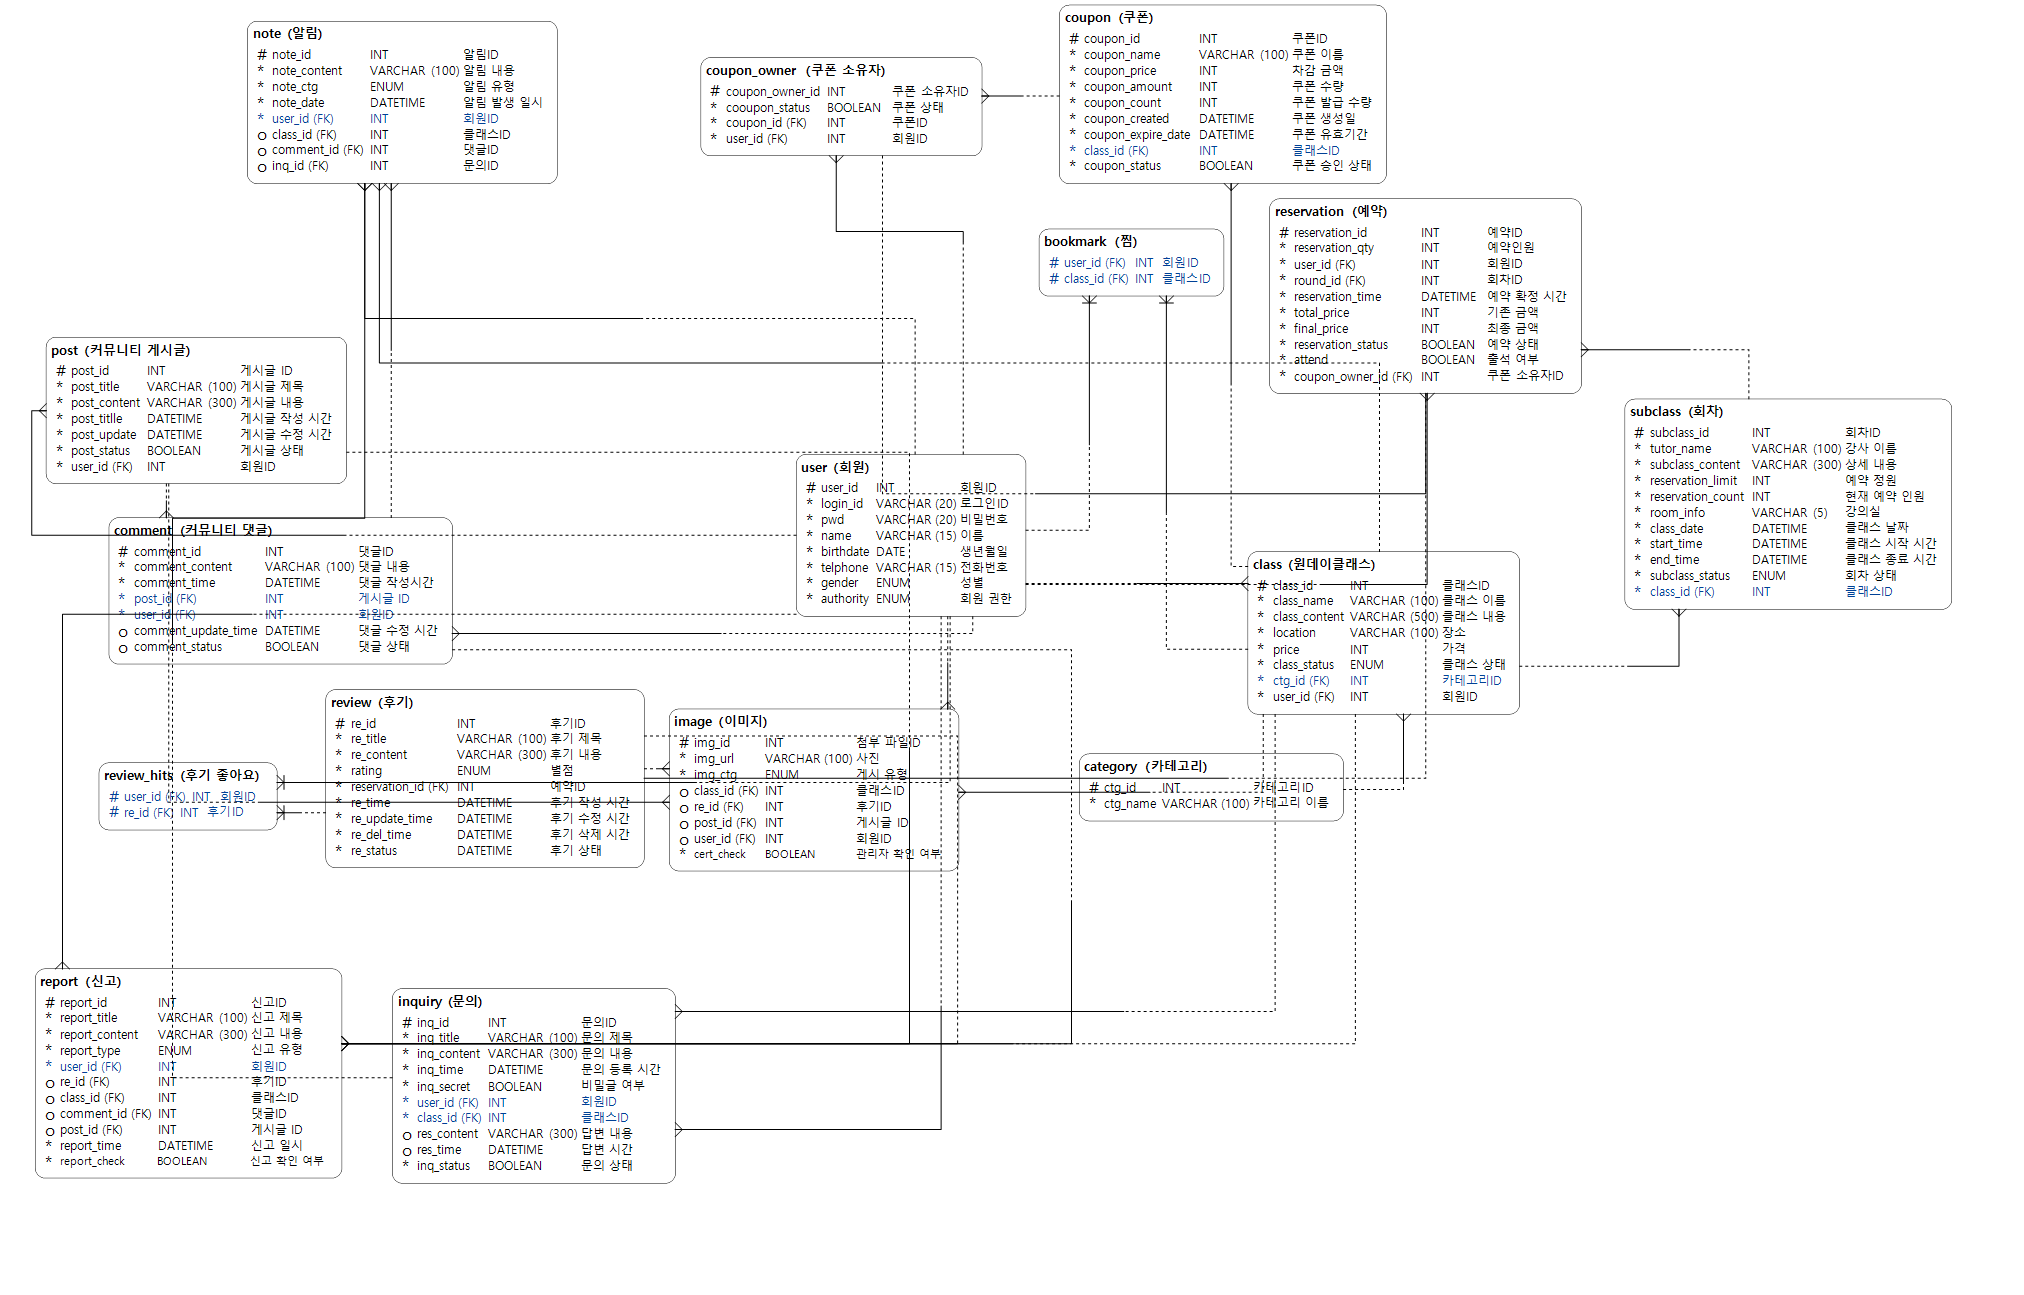 note (알림)
# note_id INT 알림ID
* note_content VARCHAR (100) 알림 내용
* note_ctg ENUM 알림 유형
* note_date DATETIME 알림 발생 일시
* user_id (FK) INT 회원ID
o class_id (FK) INT 클래스ID
o comment_id (FK) INT 댓글ID
o inq_id (FK) INT 문의ID
coupon_owner (쿠폰 소유자)
# coupon_owner_id INT 쿠폰 소유자ID
* cooupon_status BOOLEAN 쿠폰 상태
* coupon_id (FK) INT 쿠폰ID
* user_id (FK) INT 회원ID
coupon (쿠폰)
# coupon_id INT 쿠폰ID
* coupon_name VARCHAR (100) 쿠폰 이름
* coupon_price INT 차감 금액
* coupon_amount INT 쿠폰 수량
* coupon_count INT 쿠폰 발급 수량
* coupon_created DATETIME 쿠폰 생성일
* coupon_expire_date DATETIME 쿠폰 유효기간
* class_id (FK) INT 클래스ID
* coupon_status BOOLEAN 쿠폰 승인 상태
bookmark (찜)
# user_id (FK) INT 회원ID
# class_id (FK) INT 클래스ID
reservation (예약)
# reservation_id INT 예약ID
* reservation_qty INT 예약인원
* user_id (FK) INT 회원ID
* round_id (FK) INT 회차ID
* reservation_time DATETIME 예약 확정 시간
* total_price INT 기존 금액
* final_price INT 최종 금액
* reservation_status BOOLEAN 예약 상태
* attend BOOLEAN 출석 여부
* coupon_owner_id (FK) INT 쿠폰 소유자ID
post (커뮤니티 게시글)
# post_id INT 게시글 ID
* post_title VARCHAR (100) 게시글 제목
* post_content VARCHAR (300) 게시글 내용
* post_titlle DATETIME 게시글 작성 시간
* post_update DATETIME 게시글 수정 시간
* post_status BOOLEAN 게시글 상태
* user_id (FK) INT 회원ID
subclass (회차)
# subclass_id INT 회차ID
* tutor_name VARCHAR (100) 강사 이름
* subclass_content VARCHAR (300) 상세 내용
* reservation_limit INT 예약 정원
* reservation_count INT 현재 예약 인원
* room_info VARCHAR (5) 강의실
* class_date DATETIME 클래스 날짜
* start_time DATETIME 클래스 시작 시간
* end_time DATETIME 클래스 종료 시간
* subclass_status ENUM 회차 상태
* class_id (FK) INT 클래스ID
user (회원)
# user_id INT 회원ID
* login_id VARCHAR (20) 로그인ID
* pwd VARCHAR (20) 비밀번호
* name VARCHAR (15) 이름
* birthdate DATE 생년월일
* telphone VARCHAR (15) 전화번호
* gender ENUM 성별
* authority ENUM 회원 권한
comment (커뮤니티 댓글)
# comment_id INT 댓글ID
* comment_content VARCHAR (100) 댓글 내용
* comment_time DATETIME 댓글 작성시간
* post_id (FK) INT 게시글 ID
* user_id (FK) INT 회원ID
o comment_update_time DATETIME 댓글 수정 시간
o comment_status BOOLEAN 댓글 상태
class (원데이클래스)
# class_id INT 클래스ID
* class_name VARCHAR (100) 클래스 이름
* class_content VARCHAR (500) 클래스 내용
* location VARCHAR (100) 장소
* price INT 가격
* class_status ENUM 클래스 상태
* ctg_id (FK) INT 카테고리ID
* user_id (FK) INT 회원ID
review (후기)
# re_id INT 후기ID
* re_title VARCHAR (100) 후기 제목
* re_content VARCHAR (300) 후기 내용
* rating ENUM 별점
* reservation_id (FK) INT 예약ID
* re_time DATETIME 후기 작성 시간
* re_update_time DATETIME 후기 수정 시간
* re_del_time DATETIME 후기 삭제 시간
* re_status DATETIME 후기 상태
image (이미지)
# img_id INT 첨부 파일ID
* img_url VARCHAR (100) 사진
* img_ctg ENUM 게시 유형
o class_id (FK) INT 클래스ID
o re_id (FK) INT 후기ID
o post_id (FK) INT 게시글 ID
o user_id (FK) INT 회원ID
* cert_check BOOLEAN 관리자 확인 여부
review_hits (후기 좋아요)
# user_id (FK) INT 회원ID
# re_id (FK) INT 후기ID
category (카테고리)
# ctg_id INT 카테고리ID
* ctg_name VARCHAR (100) 카테고리 이름
report (신고)
# report_id INT 신고ID
* report_title VARCHAR (100) 신고 제목
* report_content VARCHAR (300) 신고 내용
* report_type ENUM 신고 유형
* user_id (FK) INT 회원ID
o re_id (FK) INT 후기ID
o class_id (FK) INT 클래스ID
o comment_id (FK) INT 댓글ID
o post_id (FK) INT 게시글 ID
* report_time DATETIME 신고 일시
* report_check BOOLEAN 신고 확인 여부
inquiry (문의)
# inq_id INT 문의ID
* inq_title VARCHAR (100) 문의 제목
* inq_content VARCHAR (300) 문의 내용
* inq_time DATETIME 문의 등록 시간
* inq_secret BOOLEAN 비밀글 여부
* user_id (FK) INT 회원ID
* class_id (FK) INT 클래스ID
o res_content VARCHAR (300) 답변 내용
o res_time DATETIME 답변 시간
* inq_status BOOLEAN 문의 상태